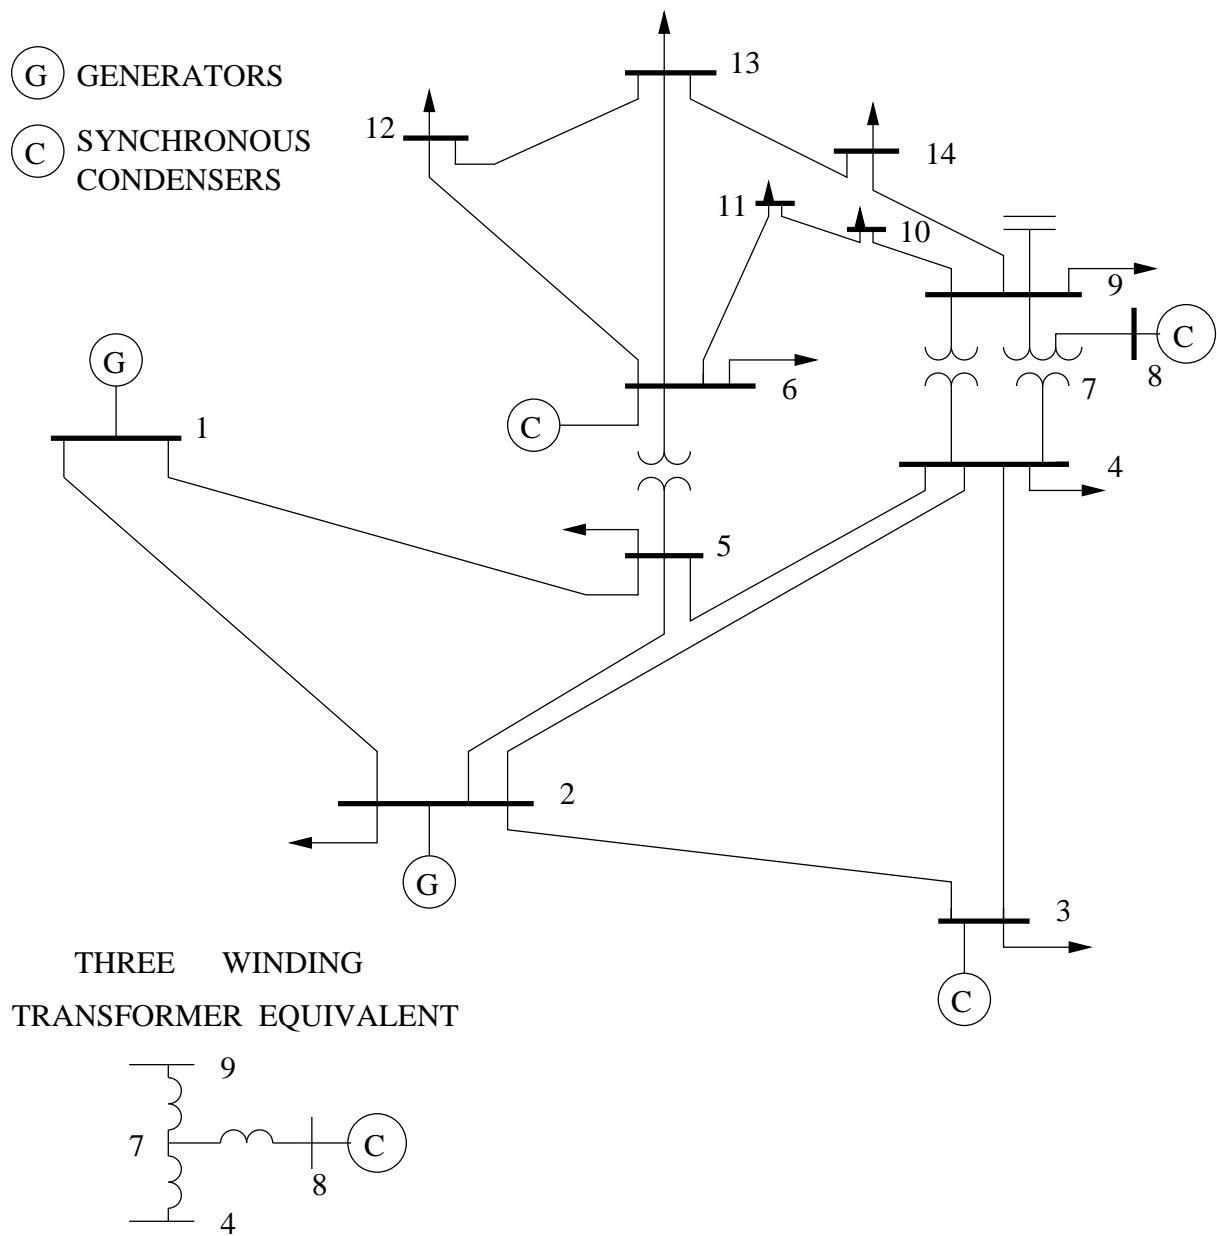 G GENERATORS
C SYNCHRONOUS
CONDENSERS
13
12
14
11
10
9
C
8
7
6
C
G
1
4
5
2
G
3
C
THREE WINDING
TRANSFORMER EQUIVALENT
9
7
C
8
4